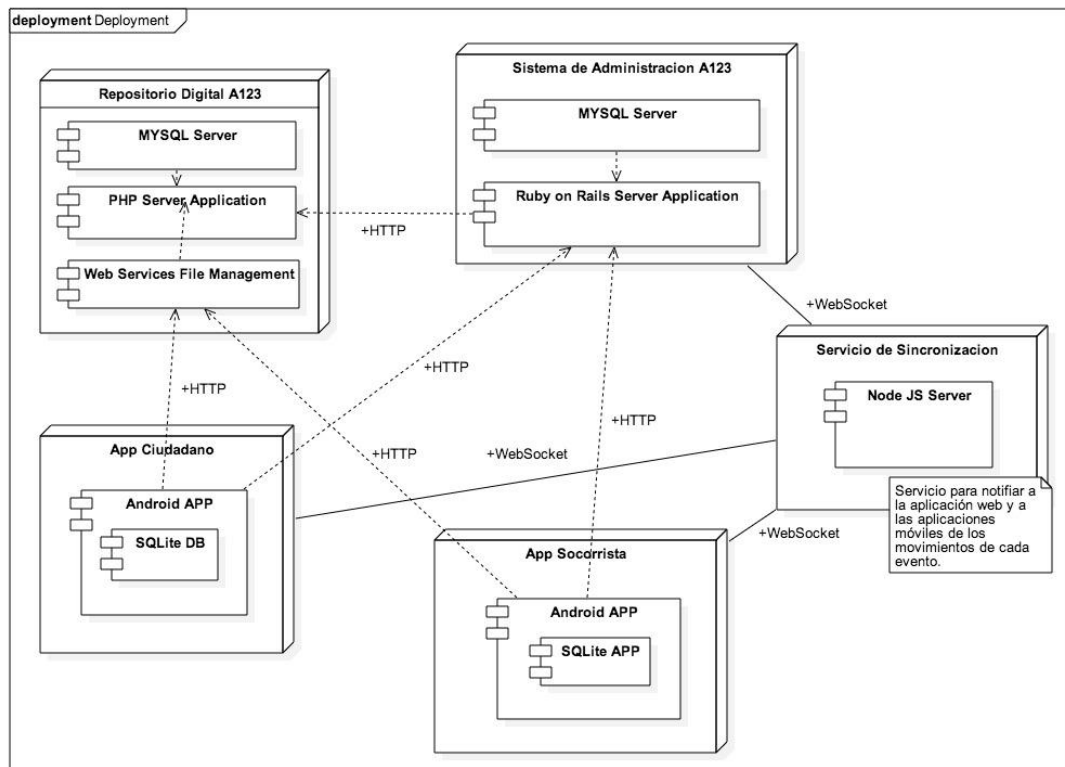 deployment Deployment
Repositorio Digital A123
MYSQL Server
PHP Server Application
Web Services File Management
Sistema de Administracion A123
MYSQL Server
Ruby on Rails Server Application
+HTTP
+WebSocket
+HTTP
+HTTP
+HTTP
+HTTP
+WebSocket
+WebSocket
Servicio de Sincronizacion
Node JS Server
Servicio para notifiar a
la aplicación web y a
las aplicaciones
móviles de los
movimientos de cada
evento.
App Ciudadano
Android APP
SQLite DB
App Socorrista
Android APP
SQLite APP